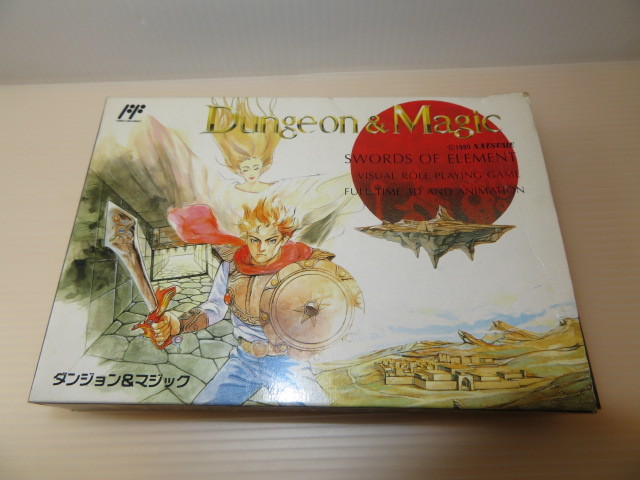 Dungeon & Magic
©1989 NATSUME
SWORDS OF ELEMENT
VISUAL ROLE-PLAYING GAME
FULL-TIME 3D AND ANIMATION
ダンジョン&マジック